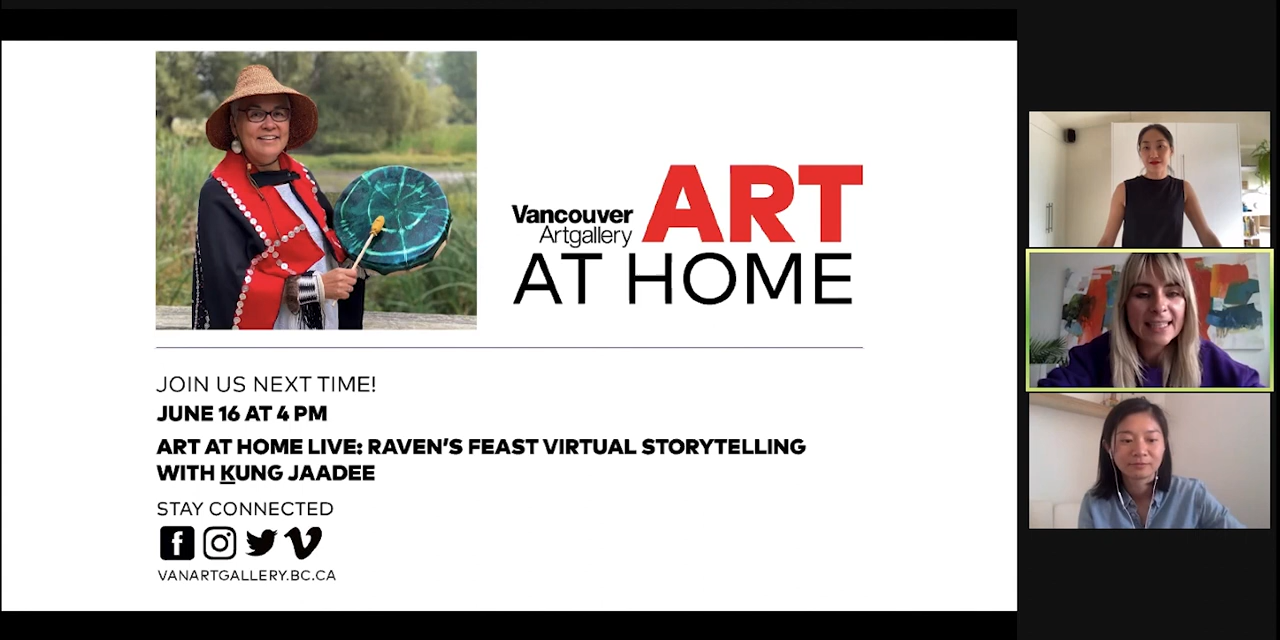 Vancouver
Artgallery
ART
AT HOME
JOIN US NEXT TIME!
JUNE 16 AT 4 PM
ART AT HOME LIVE: RAVEN'S FEAST VIRTUAL STORYTELLING
WITH K̲UNG JAADEE
STAY CONNECTED
VANARTGALLERY.BC.CA